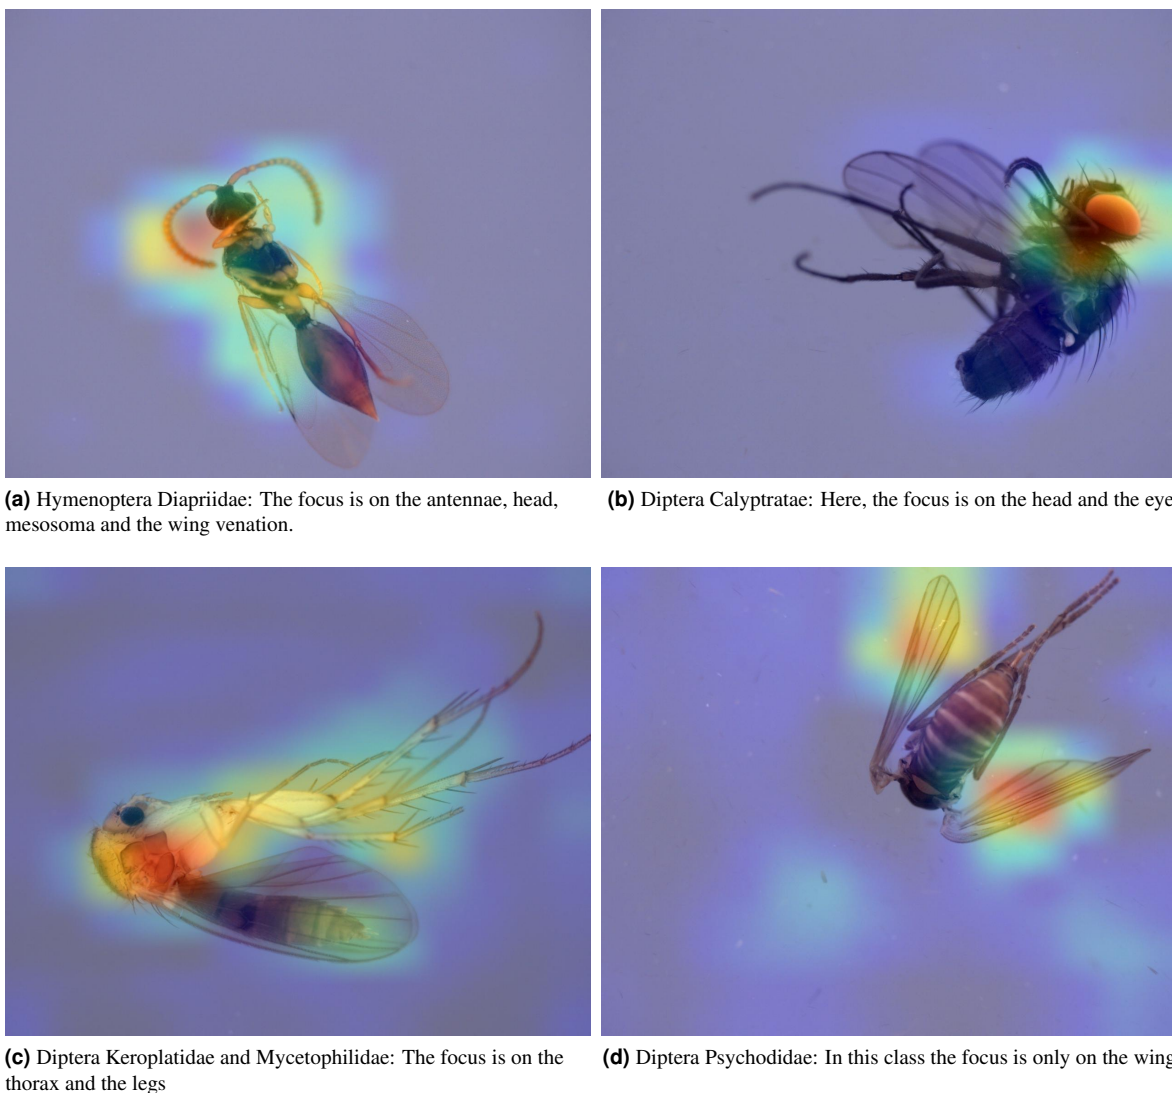 (a) Hymenoptera Diapriidae: The focus is on the antennae, head,
mesosoma and the wing venation.
(b) Diptera Calyptratae: Here, the focus is on the head and the eye
(c) Diptera Keroplatidae and Mycetophilidae: The focus is on the
thorax and the legs
(d) Diptera Psychodidae: In this class the focus is only on the wing